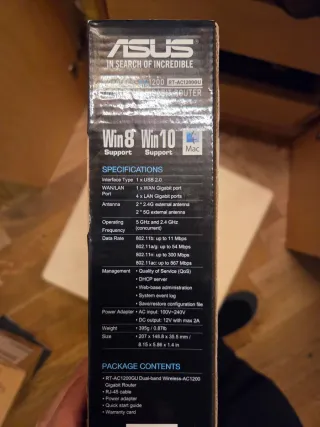 ASUS
IN SEARCH OF INCREDIBLE
1200 RT-AC1200GU
ROUTER
Win8 Win10 Mac
Support Support
SPECIFICATIONS
Interface Type 1 x USB 2.0
WAN/LAN 1 x WAN Gigabit port
Port 4 x LAN Gigabit ports
Antenna 2 * 2.4G external antenna
2 * 5G external antenna
Operating 5 GHz and 2.4 GHz
Frequency (concurrent)
Data Rate 802.11b: up to 11 Mbps
802.11a/g: up to 54 Mbps
802.11n: up to 300 Mbps
802.11ac: up to 867 Mbps
Management • Quality of Service (QoS)
• DHCP server
• Web-base administration
• System event log
• Save/restore configuration file
Power Adapter • AC input: 100V~240V
• DC output: 12V with max 2A
Weight • 395g / 0.87lb
Size • 207 x 148.8 x 35.5 mm /
8.15 x 5.86 x 1.4 in
PACKAGE CONTENTS
• RT-AC1200GU Dual-band Wireless-AC1200
Gigabit Router
• RJ-45 cable
• Power adapter
• Quick start guide
• Warranty card